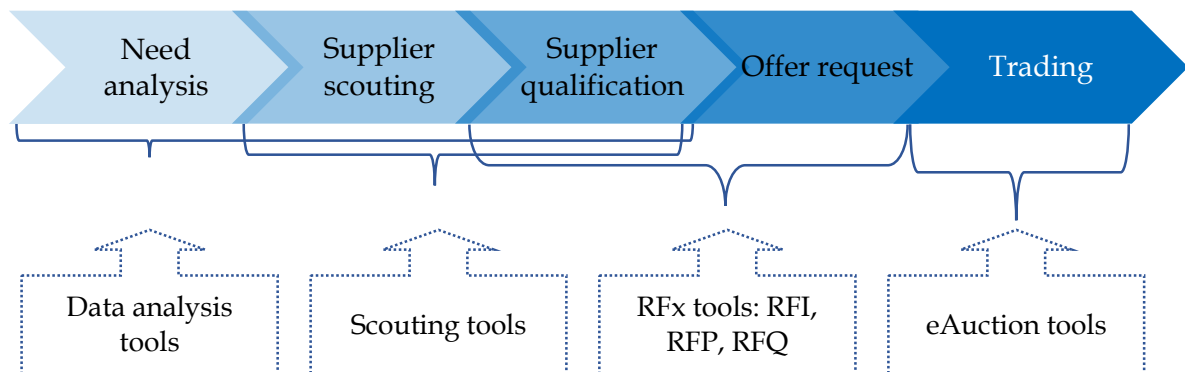 Need
analysis
Supplier
scouting
Supplier
qualification
Offer request
Trading
Data analysis
tools
Scouting tools
RFx tools: RFI,
RFP, RFQ
eAuction tools